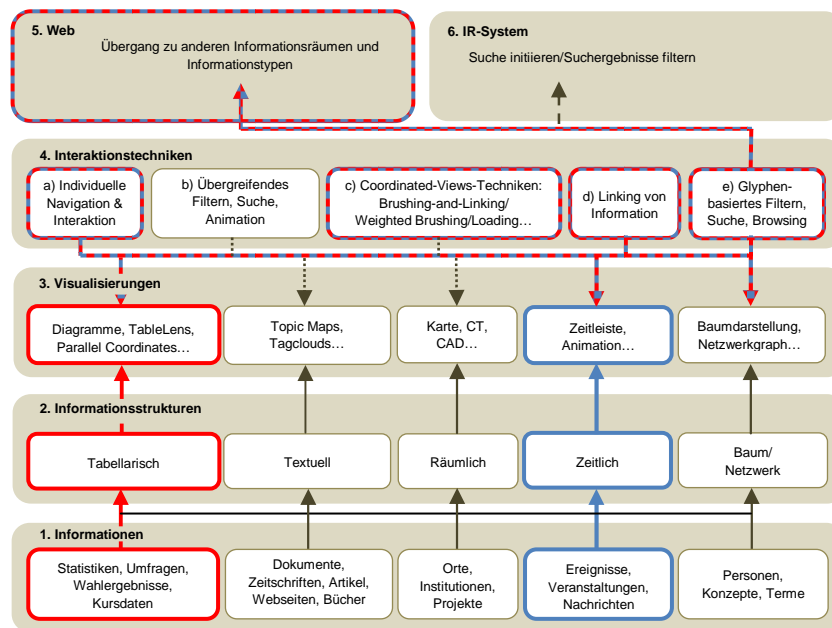 5. Web
Übergang zu anderen Informationsräumen und
Informationstypen
6. IR-System
Suche initiieren/Suchergebnisse filtern
4. Interaktionstechniken
a) Individuelle
Navigation &
Interaktion
b) Übergreifendes
Filtern, Suche,
Animation
c) Coordinated-Views-Techniken:
Brushing-and-Linking/
Weighted Brushing/Loading…
d) Linking von
Information
e) Glyphen-
basiertes Filtern,
Suche, Browsing
3. Visualisierungen
Diagramme, TableLens,
Parallel Coordinates…
Topic Maps,
Tagclouds…
Karte, CT,
CAD…
Zeitleiste,
Animation…
Baumdarstellung,
Netzwerkgraph…
2. Informationsstrukturen
Tabellarisch
Textuell
Räumlich
Zeitlich
Baum/
Netzwerk
1. Informationen
Statistiken, Umfragen,
Wahlergebnisse,
Kursdaten
Dokumente,
Zeitschriften, Artikel,
Webseiten, Bücher
Orte,
Institutionen,
Projekte
Ereignisse,
Veranstaltungen,
Nachrichten
Personen,
Konzepte, Terme